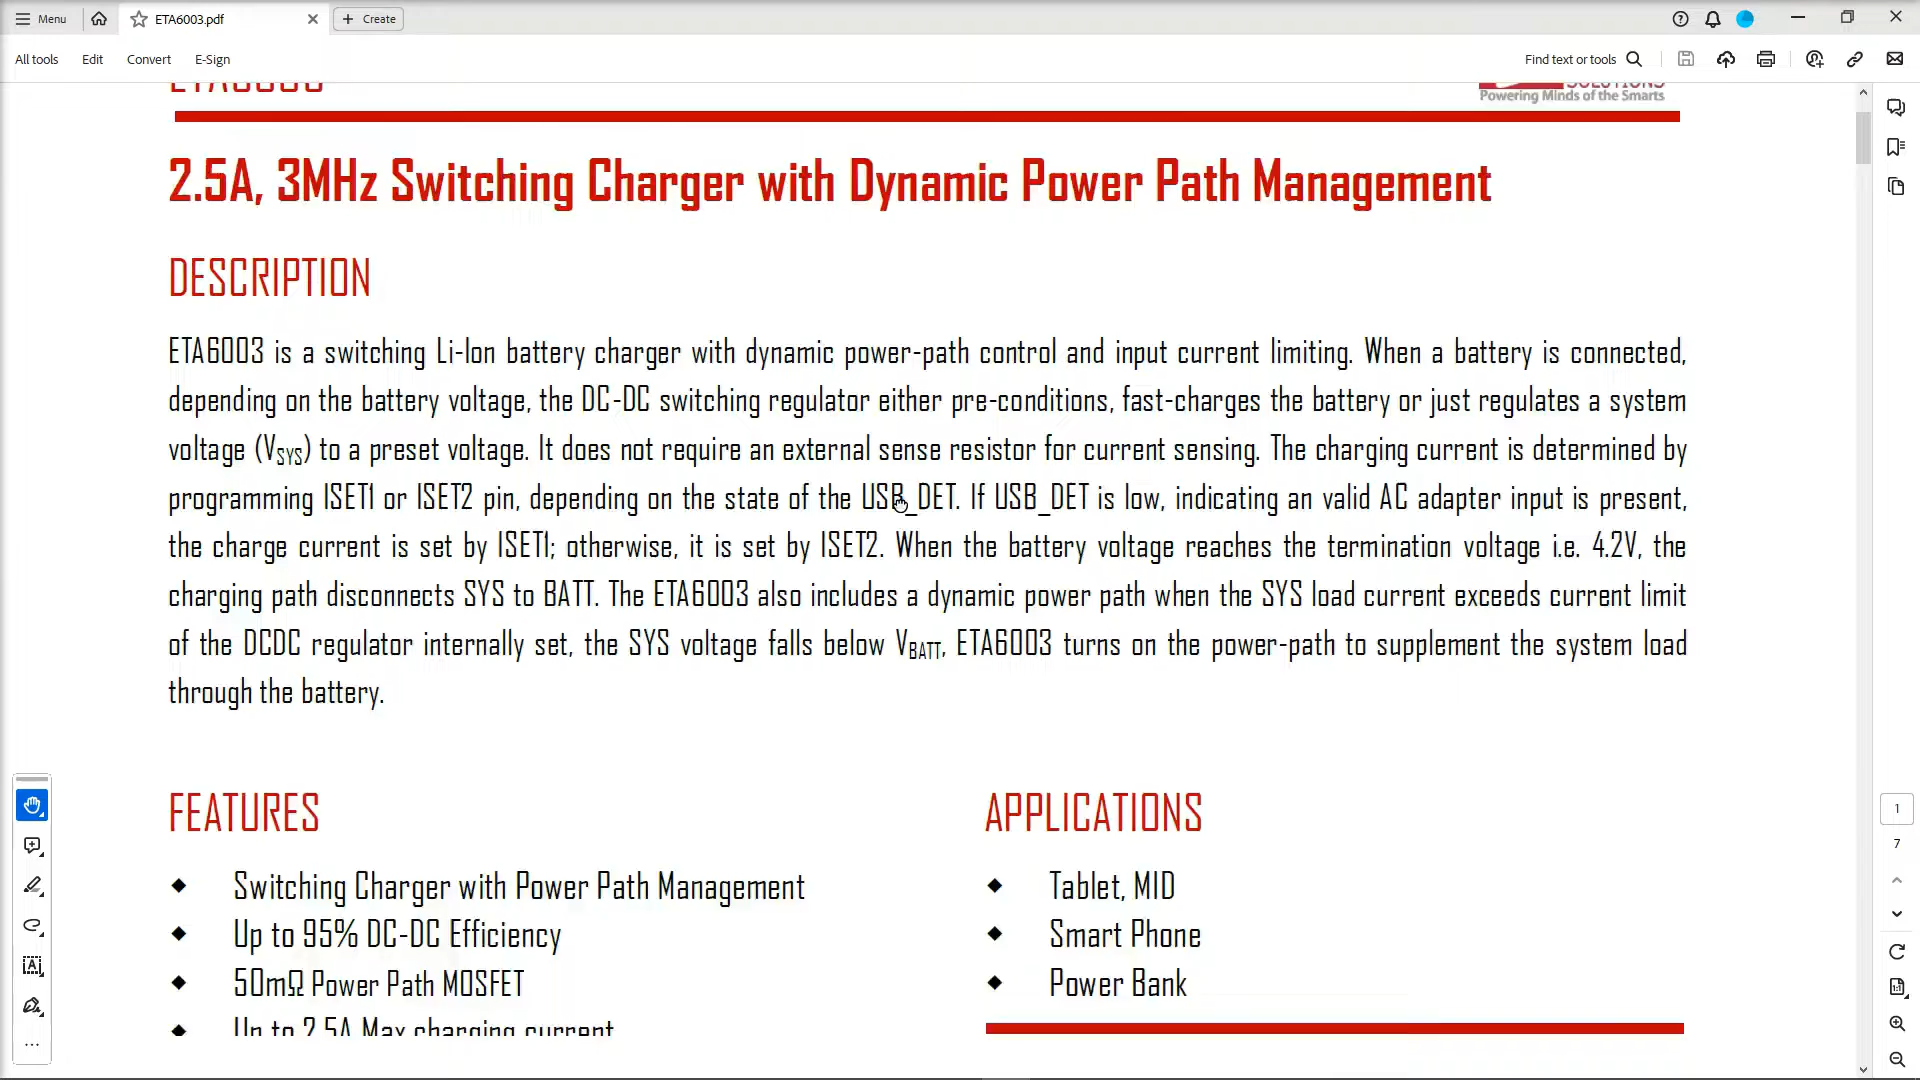 Menu
ETA6003.pdf
Create
All tools
Edit
Convert
E-Sign
Find text or tools
ETA6003
SOLUTIONS
Powering Minds of the Smarts
2.5A, 3MHz Switching Charger with Dynamic Power Path Management
DESCRIPTION
ETA6003 is a switching Li-Ion battery charger with dynamic power-path control and input current limiting. When a battery is connected,
depending on the battery voltage, the DC-DC switching regulator either pre-conditions, fast-charges the battery or just regulates a system
voltage (VSYS) to a preset voltage. It does not require an external sense resistor for current sensing. The charging current is determined by
programming ISET1 or ISET2 pin, depending on the state of the USB_DET. If USB_DET is low, indicating an valid AC adapter input is present,
the charge current is set by ISET1; otherwise, it is set by ISET2. When the battery voltage reaches the termination voltage i.e. 4.2V, the
charging path disconnects SYS to BATT. The ETA6003 also includes a dynamic power path when the SYS load current exceeds current limit
of the DCDC regulator internally set, the SYS voltage falls below VBATT, ETA6003 turns on the power-path to supplement the system load
through the battery.
FEATURES
◆ Switching Charger with Power Path Management
◆ Up to 95% DC-DC Efficiency
◆ 50mΩ Power Path MOSFET
◆ Up to 2.5A Max charging current
APPLICATIONS
◆ Tablet, MID
◆ Smart Phone
◆ Power Bank
1
7